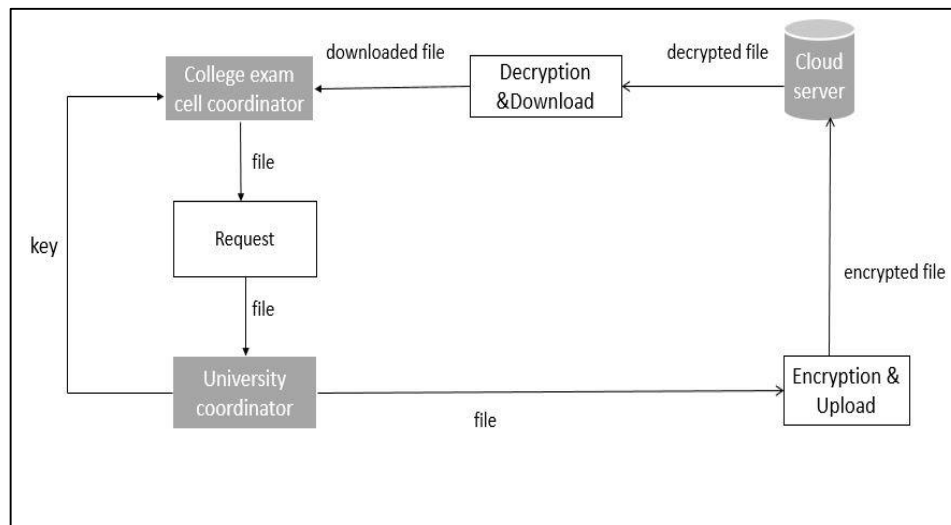 downloaded file
decrypted file
College exam
cell coordinator
Decryption
&Download
Cloud
server
file
Request
key
encrypted file
file
University
coordinator
Encryption &
Upload
file